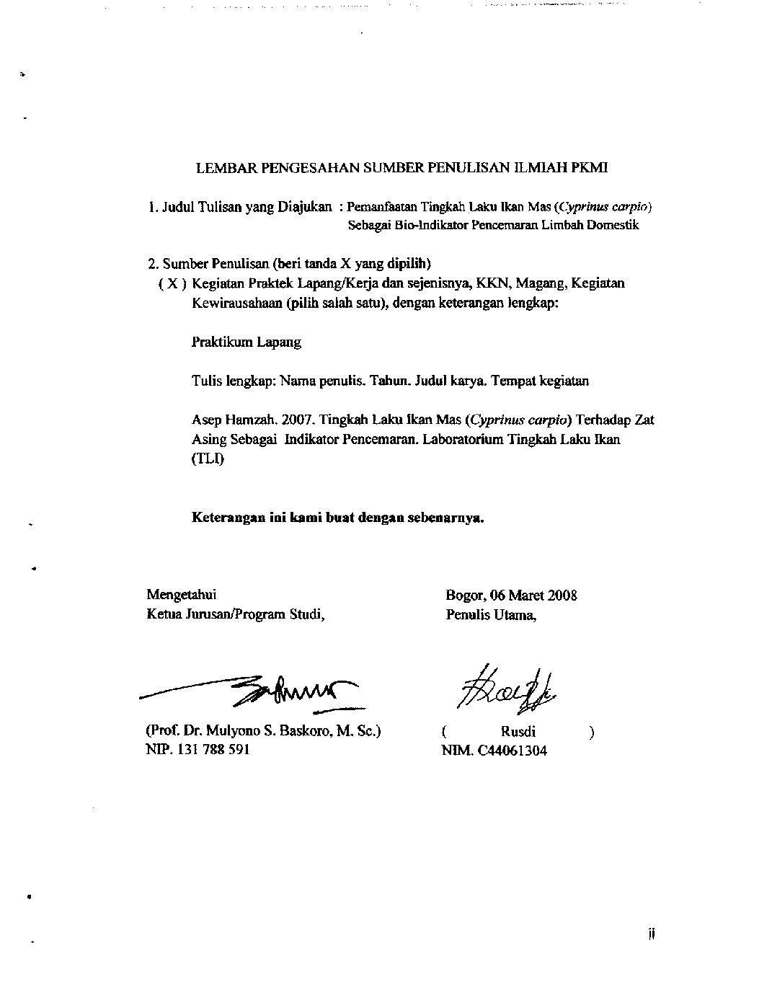 LEMBAR PENGESAHAN SUMBER PENULISAN ILMIAH PKMI
1. Judul Tulisan yang Diajukan : Pemanfaatan Tingkah Laku Ikan Mas (Cyprinus carpio)
Sebagai Bio-Indikator Pencemaran Limbah Domestik
2. Sumber Penulisan (beri tanda X yang dipilih)
( X ) Kegiatan Praktek Lapang/Kerja dan sejenisnya, KKN, Magang, Kegiatan
Kewirausahaan (pilih salah satu), dengan keterangan lengkap:
Praktikum Lapang
Tulis lengkap: Nama penulis. Tahun. Judul karya. Tempat kegiatan
Asep Hamzah. 2007. Tingkah Laku Ikan Mas (Cyprinus carpio) Terhadap Zat
Asing Sebagai Indikator Pencemaran. Laboratorium Tingkah Laku Ikan
(TLI)
Keterangan ini kami buat dengan sebenarnya.
Mengetahui
Ketua Jurusan/Program Studi,
(Prof. Dr. Mulyono S. Baskoro, M. Sc.)
NIP. 131 788 591
Bogor, 06 Maret 2008
Penulis Utama,
( Rusdi )
NIM. C44061304
ii